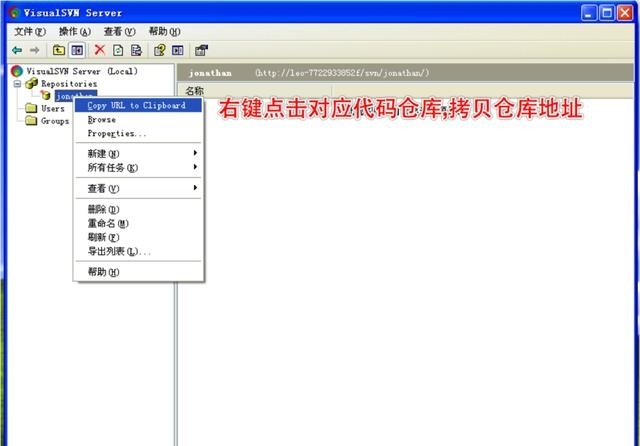 VisualSVN Server
文件(F) 操作(A) 查看(V) 帮助(H)
VisualSVN Server (Local)
Repositories
jonathan
Users
Groups
jonathan (http://leo-7722933852f/svn/jonathan/)
名称
Copy URL to Clipboard
Browse
Properties...
新建(N)
所有任务(K)
查看(V)
删除(D)
重命名(M)
刷新(F)
导出列表(L)...
帮助(H)
右键点击对应代码仓库,拷贝仓库地址